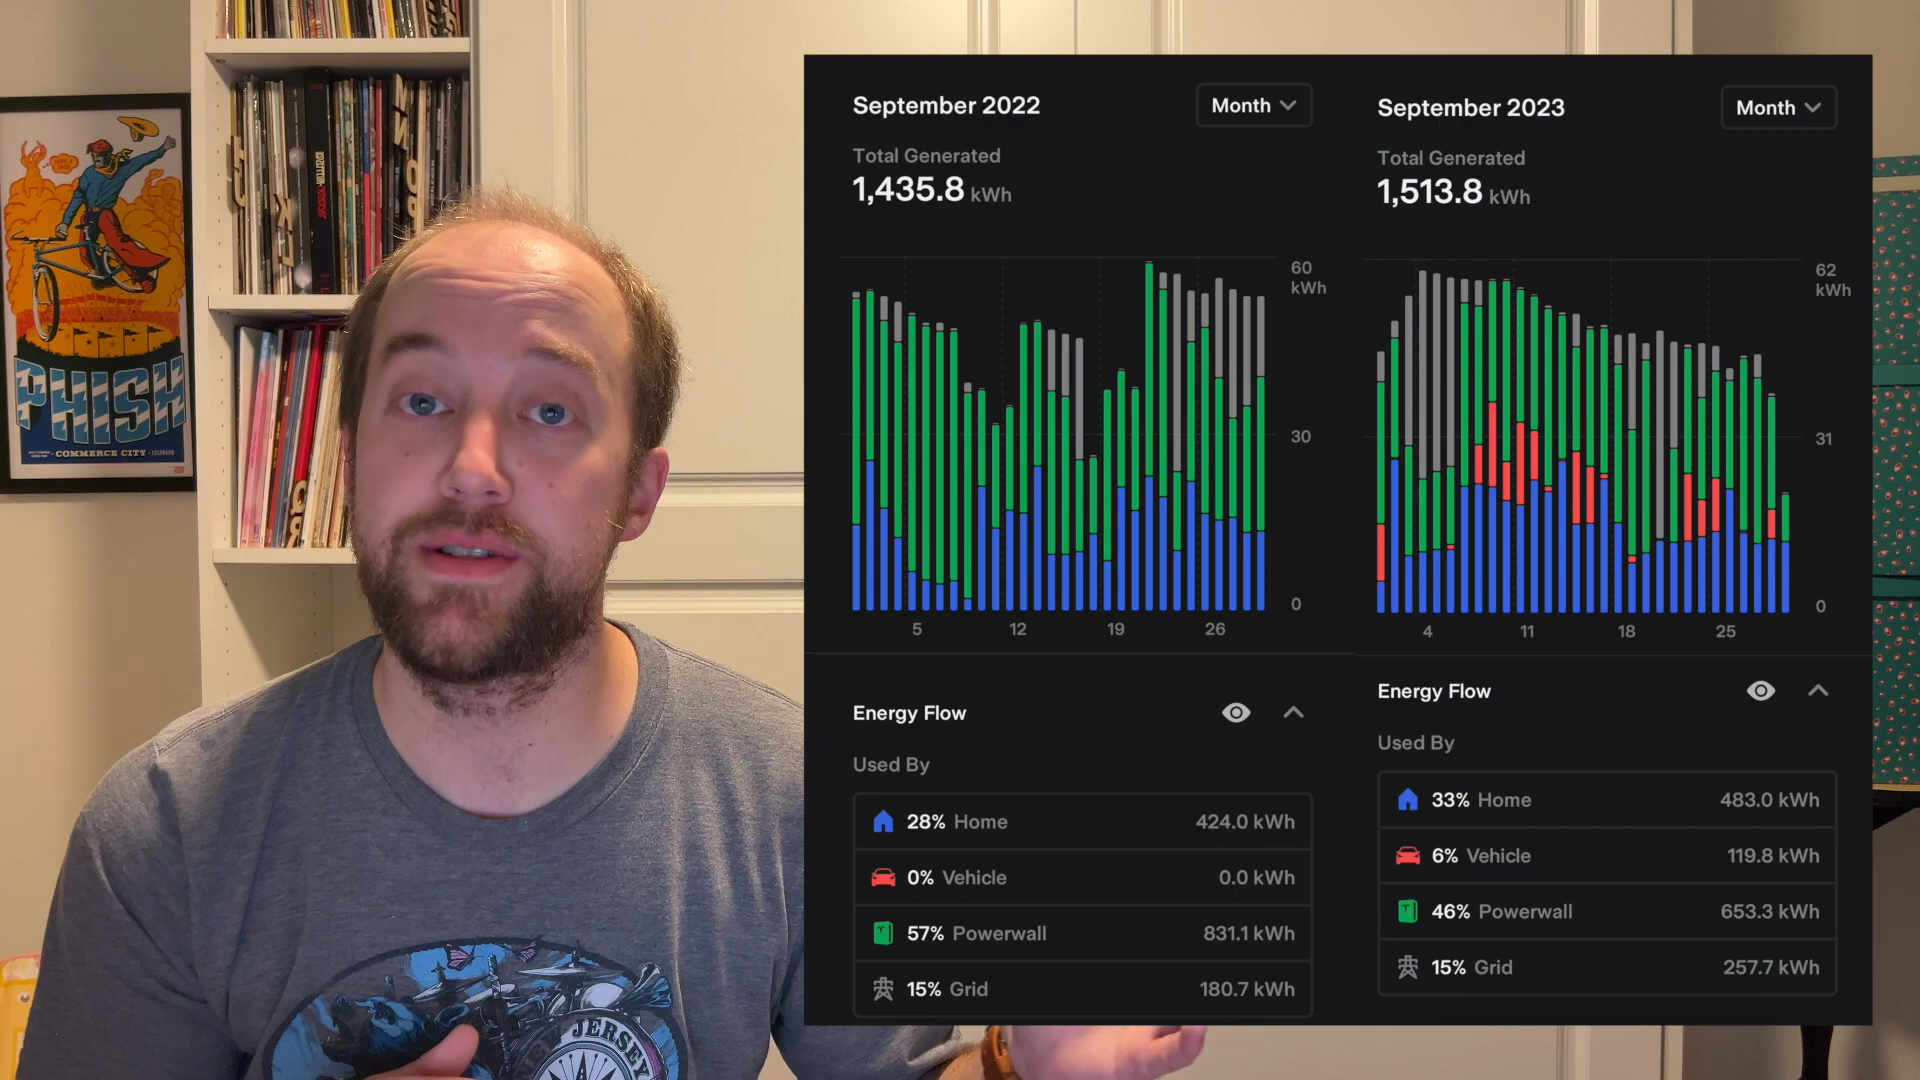 September 2022
Month
Total Generated
1,435.8 kWh
60
kWh
30
0
5
12
19
26
Energy Flow
Used By
28% Home
424.0 kWh
0% Vehicle
0.0 kWh
57% Powerwall
831.1 kWh
15% Grid
180.7 kWh
September 2023
Month
Total Generated
1,513.8 kWh
62
kWh
31
0
4
11
18
25
Energy Flow
Used By
33% Home
483.0 kWh
6% Vehicle
119.8 kWh
46% Powerwall
653.3 kWh
15% Grid
257.7 kWh
PHISH
COMMERCE CITY
JERSEY